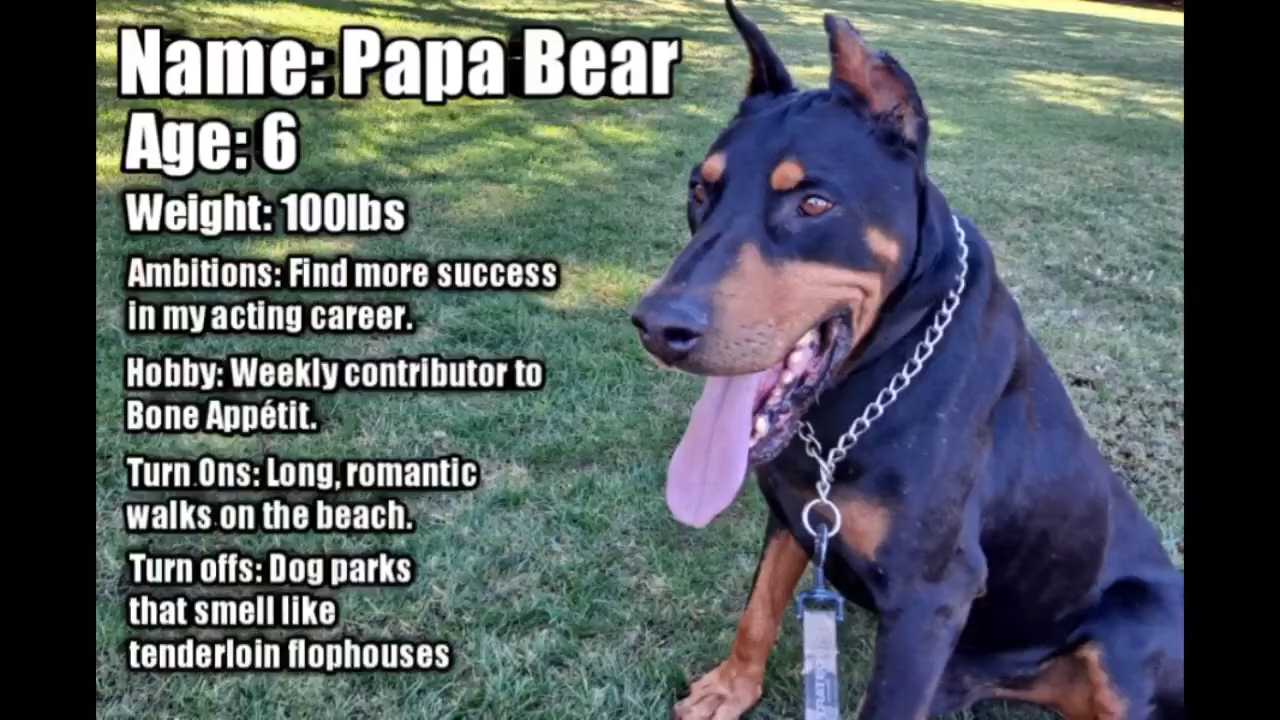 Name: Papa Bear
Age: 6
Weight: 100lbs
Ambitions: Find more success
in my acting career.
Hobby: Weekly contributor to
Bone Appétit.
Turn Ons: Long, romantic
walks on the beach.
Turn offs: Dog parks
that smell like
tenderloin flophouses